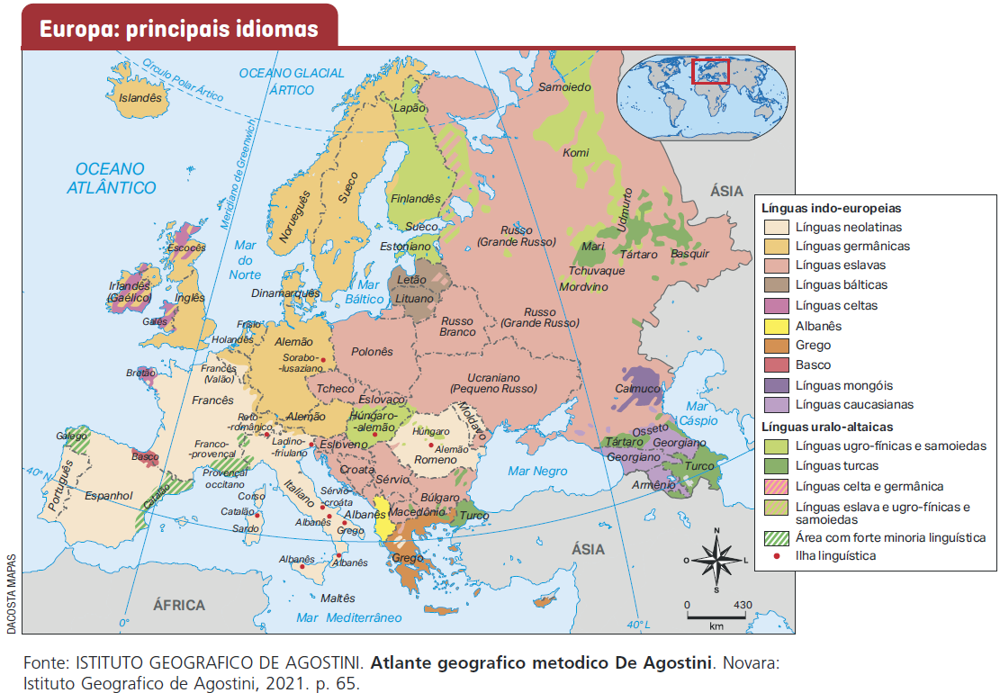 Europa: principais idiomas
Círculo Polar Ártico
OCEANO GLACIAL
ÁRTICO
Islandês
Meridiano de Greenwich
OCEANO
ATLÂNTICO
Samoiedo
Lapão
Komi
ÁSIA
Sueco
Norueguês
Finlandês
Udmurto
Sueco
Russo
(Grande Russo)
Estoniano
Mari
Tártaro
Basquir
Tchuvaque
Mordvino
Escocês
Mar
do
Norte
Irlandês
(Gaélico)
Inglês
Galês
Dinamarquês
Mar
Báltico
Letão
Lituano
Russo
Branco
Russo
(Grande Russo)
Frísio
Holandês
Alemão
Sorabo-
-lusaziano
Polonês
Bretão
Francês
(Valão)
Francês
Tcheco
Eslovaco
Ucraniano
(Pequeno Russo)
Calmuco
Mar
Cáspio
Reto-
-românico
Alemão
Húngaro-
-alemão
Húngaro
Moldavo
Alemão
Romeno
Galego
Português
Basco
Franco-
-provençal
Ladino-
-friulano
Esloveno
Osseto
Tártaro
Georgiano
Georgiano
Turco
Armênio
40° N
Espanhol
Catalão
Provençal
occitano
Croata
Sérvio
Mar Negro
Italiano
Corso
Catalão
Sardo
Sérvio-
-croáta
Albanês
Albanês
Grego
Macedônio
Búlgaro
Turco
Grego
Albanês
Albanês
Maltês
Mar Mediterrâneo
ÁFRICA
ÁSIA
0°
40° L
N
O
L
S
0
430
km
Línguas indo-europeias
Línguas neolatinas
Línguas germânicas
Línguas eslavas
Línguas bálticas
Línguas celtas
Albanês
Grego
Basco
Línguas mongóis
Línguas caucasianas
Línguas uralo-altaicas
Línguas ugro-fínicas e samoiedas
Línguas turcas
Línguas celta e germânica
Línguas eslava e ugro-fínicas e
samoiedas
Área com forte minoria linguística
Ilha linguística
DACOSTA MAPAS
Fonte: ISTITUTO GEOGRAFICO DE AGOSTINI. Atlante geografico metodico De Agostini. Novara:
Istituto Geografico de Agostini, 2021. p. 65.